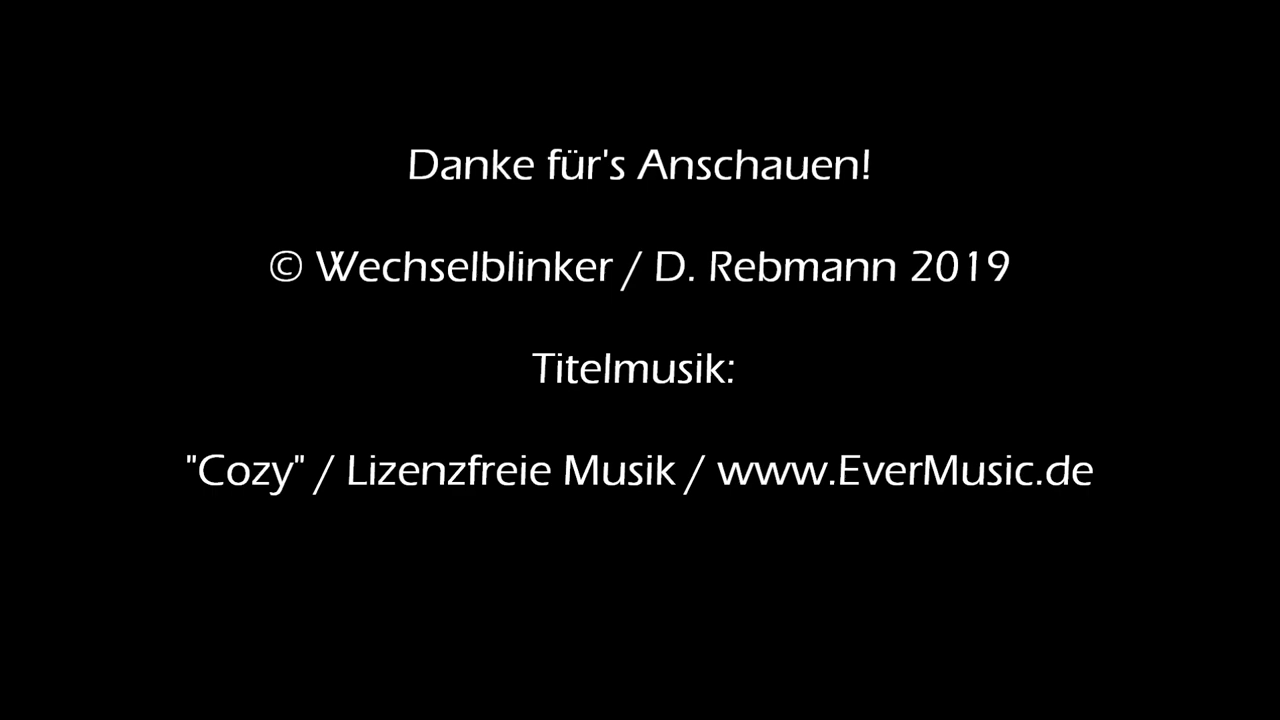 Danke für's Anschauen!
© Wechselblinker / D. Rebmann 2019
Titelmusik:
"Cozy" / Lizenzfreie Musik / www.EverMusic.de